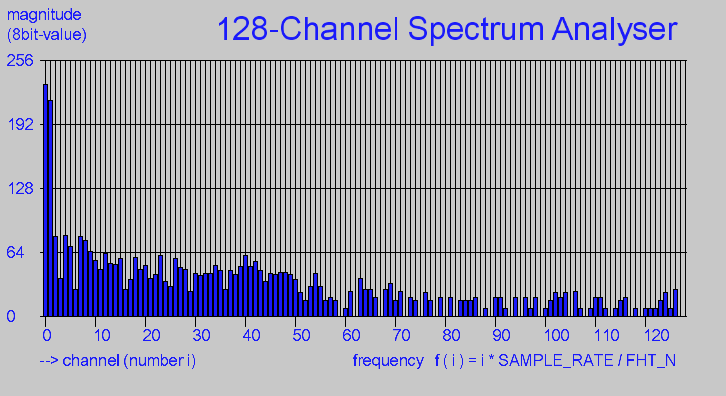 magnitude
(8bit-value)
128-Channel Spectrum Analyser
256
192
128
64
0
0 10 20 30 40 50 60 70 80 90 100 110 120
--> channel (number i)
frequency f ( i ) = i * SAMPLE_RATE / FHT_N